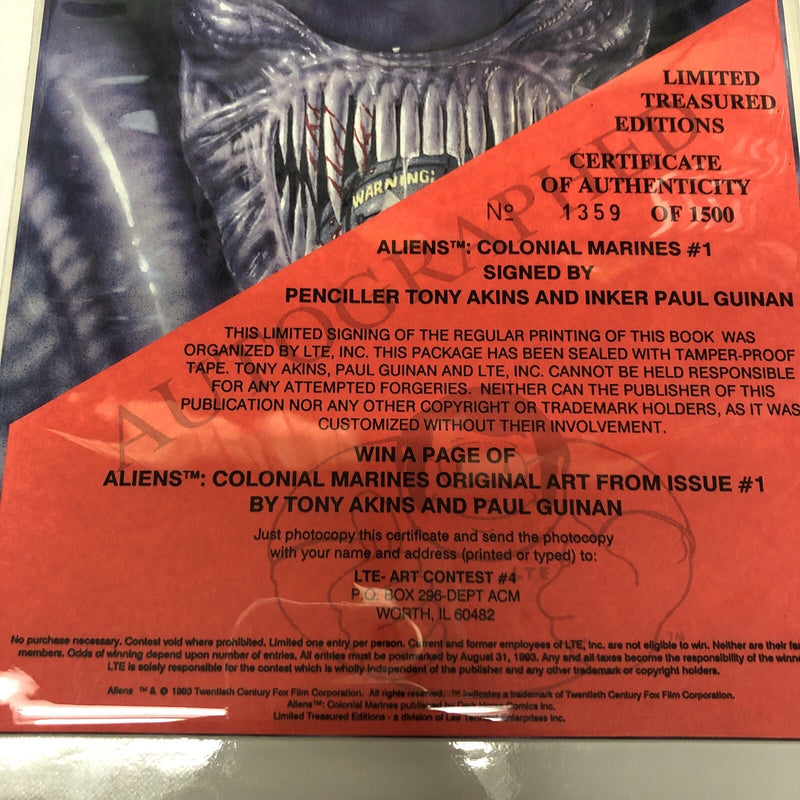 WARNING:
LIMITED
TREASURED
EDITIONS
CERTIFICATE
OF AUTHENTICITY
Nº 1359 OF 1500
ALIENS™: COLONIAL MARINES #1
SIGNED BY
PENCILLER TONY AKINS AND INKER PAUL GUINAN
AUTOGRAPHED
THIS LIMITED SIGNING OF THE REGULAR PRINTING OF THIS BOOK WAS
ORGANIZED BY LTE, INC. THIS PACKAGE HAS BEEN SEALED WITH TAMPER-PROOF
TAPE. TONY AKINS, PAUL GUINAN AND LTE, INC. CANNOT BE HELD RESPONSIBLE
FOR ANY ATTEMPTED FORGERIES. NEITHER CAN THE PUBLISHER OF THIS
PUBLICATION NOR ANY OTHER COPYRIGHT OR TRADEMARK HOLDERS, AS IT WAS
CUSTOMIZED WITHOUT THEIR INVOLVEMENT.
WIN A PAGE OF
ALIENS™: COLONIAL MARINES ORIGINAL ART FROM ISSUE #1
BY TONY AKINS AND PAUL GUINAN
Just photocopy this certificate and send the photocopy
with your name and address (printed or typed) to:
LTE
LTE- ART CONTEST #4
P.O. BOX 296-DEPT ACM
WORTH, IL 60482
TM
No purchase necessary. Contest void where prohibited. Limited one entry per person. Current and former employees of LTE, Inc. are not eligible to win. Neither are their
members. Odds of winning depend upon number of entries. All entries must be postmarked by August 31, 1993. Any and all taxes become the responsibility of the
LTE is solely responsible for the contest which is wholly independent of the publisher and any other trademark or copyright holders.
Aliens ™ & © 1993 Twentieth Century Fox Film Corporation. All rights reserved. ™ indicates a trademark of Twentieth Century Fox Film Corporation.
Aliens™: Colonial Marines published by Dark Horse Comics Inc.
Limited Treasured Editions - a division of Lee Enterprises Inc.